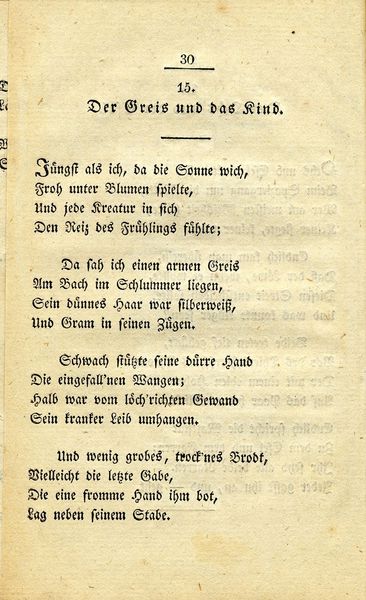 30
15.
Der Greis und das Kind.
Jüngst als ich, da die Sonne wich,
Froh unter Blumen spielte,
Und jede Kreatur in sich
Den Reiz des Frühlings fühlte;
Da sah ich einen armen Greis
Am Bach im Schlummer liegen,
Sein dünnes Haar war silberweiß,
Und Gram in seinen Zügen.
Schwach stützte seine dürre Hand
Die eingefall'nen Wangen;
Halb war vom löch'richten Gewand
Sein kranker Leib umhangen.
Und wenig grobes, trock'nes Brodt,
Vielleicht die letzte Gabe,
Die eine fromme Hand ihm bot,
Lag neben seinem Stabe.